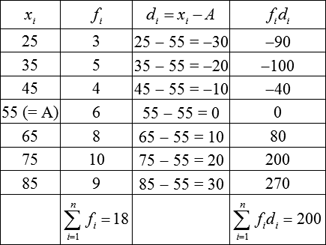 xᵢ fᵢ dᵢ = xᵢ – A fᵢdᵢ
25 3 25 – 55 = –30 –90
35 5 35 – 55 = –20 –100
45 4 45 – 55 = –10 –40
55 (= A) 6 55 – 55 = 0 0
65 8 65 – 55 = 10 80
75 10 75 – 55 = 20 200
85 9 85 – 55 = 30 270
∑ⁿᵢ₌₁ fᵢ = 18 ∑ⁿᵢ₌₁ fᵢdᵢ = 200